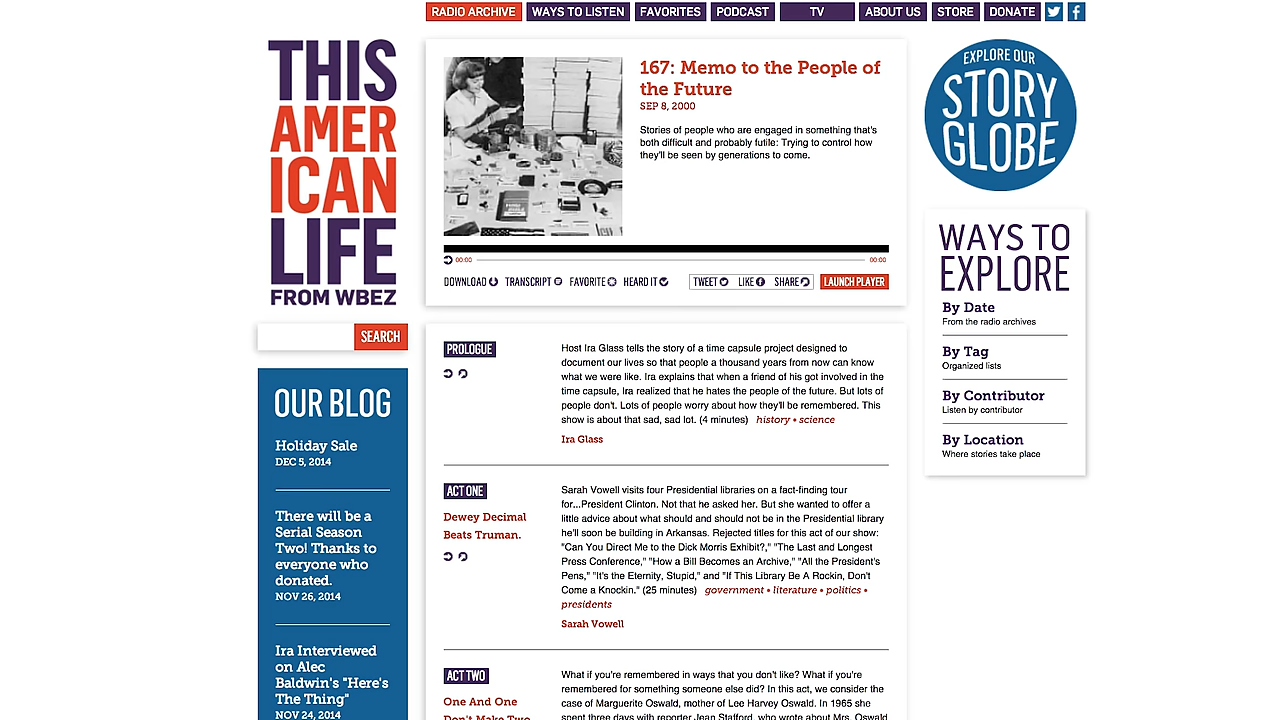 RADIO ARCHIVE WAYS TO LISTEN FAVORITES PODCAST TV ABOUT US STORE DONATE
THIS
AMER
ICAN
LIFE
FROM WBEZ
SEARCH
OUR BLOG
Holiday Sale
DEC 5, 2014
There will be a
Serial Season
Two! Thanks to
everyone who
donated.
NOV 26, 2014
Ira Interviewed
on Alec
Baldwin's "Here's
The Thing"
NOV 24, 2014
167: Memo to the People of
the Future
SEP 8, 2000
Stories of people who are engaged in something that's
both difficult and probably futile: Trying to control how
they'll be seen by generations to come.
00:00 00:00
DOWNLOAD TRANSCRIPT FAVORITE HEARD IT TWEET LIKE SHARE LAUNCH PLAYER
PROLOGUE
Host Ira Glass tells the story of a time capsule project designed to
document our lives so that people a thousand years from now can know
what we were like. Ira explains that when a friend of his got involved in the
time capsule, Ira realized that he hates the people of the future. But lots of
people don't. Lots of people worry about how they'll be remembered. This
show is about that sad, sad lot. (4 minutes) history • science
Ira Glass
ACT ONE
Dewey Decimal
Beats Truman.
Sarah Vowell visits four Presidential libraries on a fact-finding tour
for...President Clinton. Not that he asked her. But she wanted to offer a
little advice about what should and should not be in the Presidential library
he'll soon be building in Arkansas. Rejected titles for this act of our show:
"Can You Direct Me to the Dick Morris Exhibit?," "The Last and Longest
Press Conference," "How a Bill Becomes an Archive," "All the President's
Pens," "It's the Eternity, Stupid," and "If This Library Be A Rockin, Don't
Come a Knockin." (25 minutes) government • literature • politics •
presidents
Sarah Vowell
ACT TWO
One And One
Don't Make Two
What if you're remembered in ways that you don't like? What if you're
remembered for something someone else did? In this act, we consider the
case of Marguerite Oswald, mother of Lee Harvey Oswald. In 1965 she
spent three days with reporter Jean Stafford, who wrote about Mrs. Oswald
EXPLORE OUR
STORY
GLOBE
WAYS TO
EXPLORE
By Date
From the radio archives
By Tag
Organized lists
By Contributor
Listen by contributor
By Location
Where stories take place